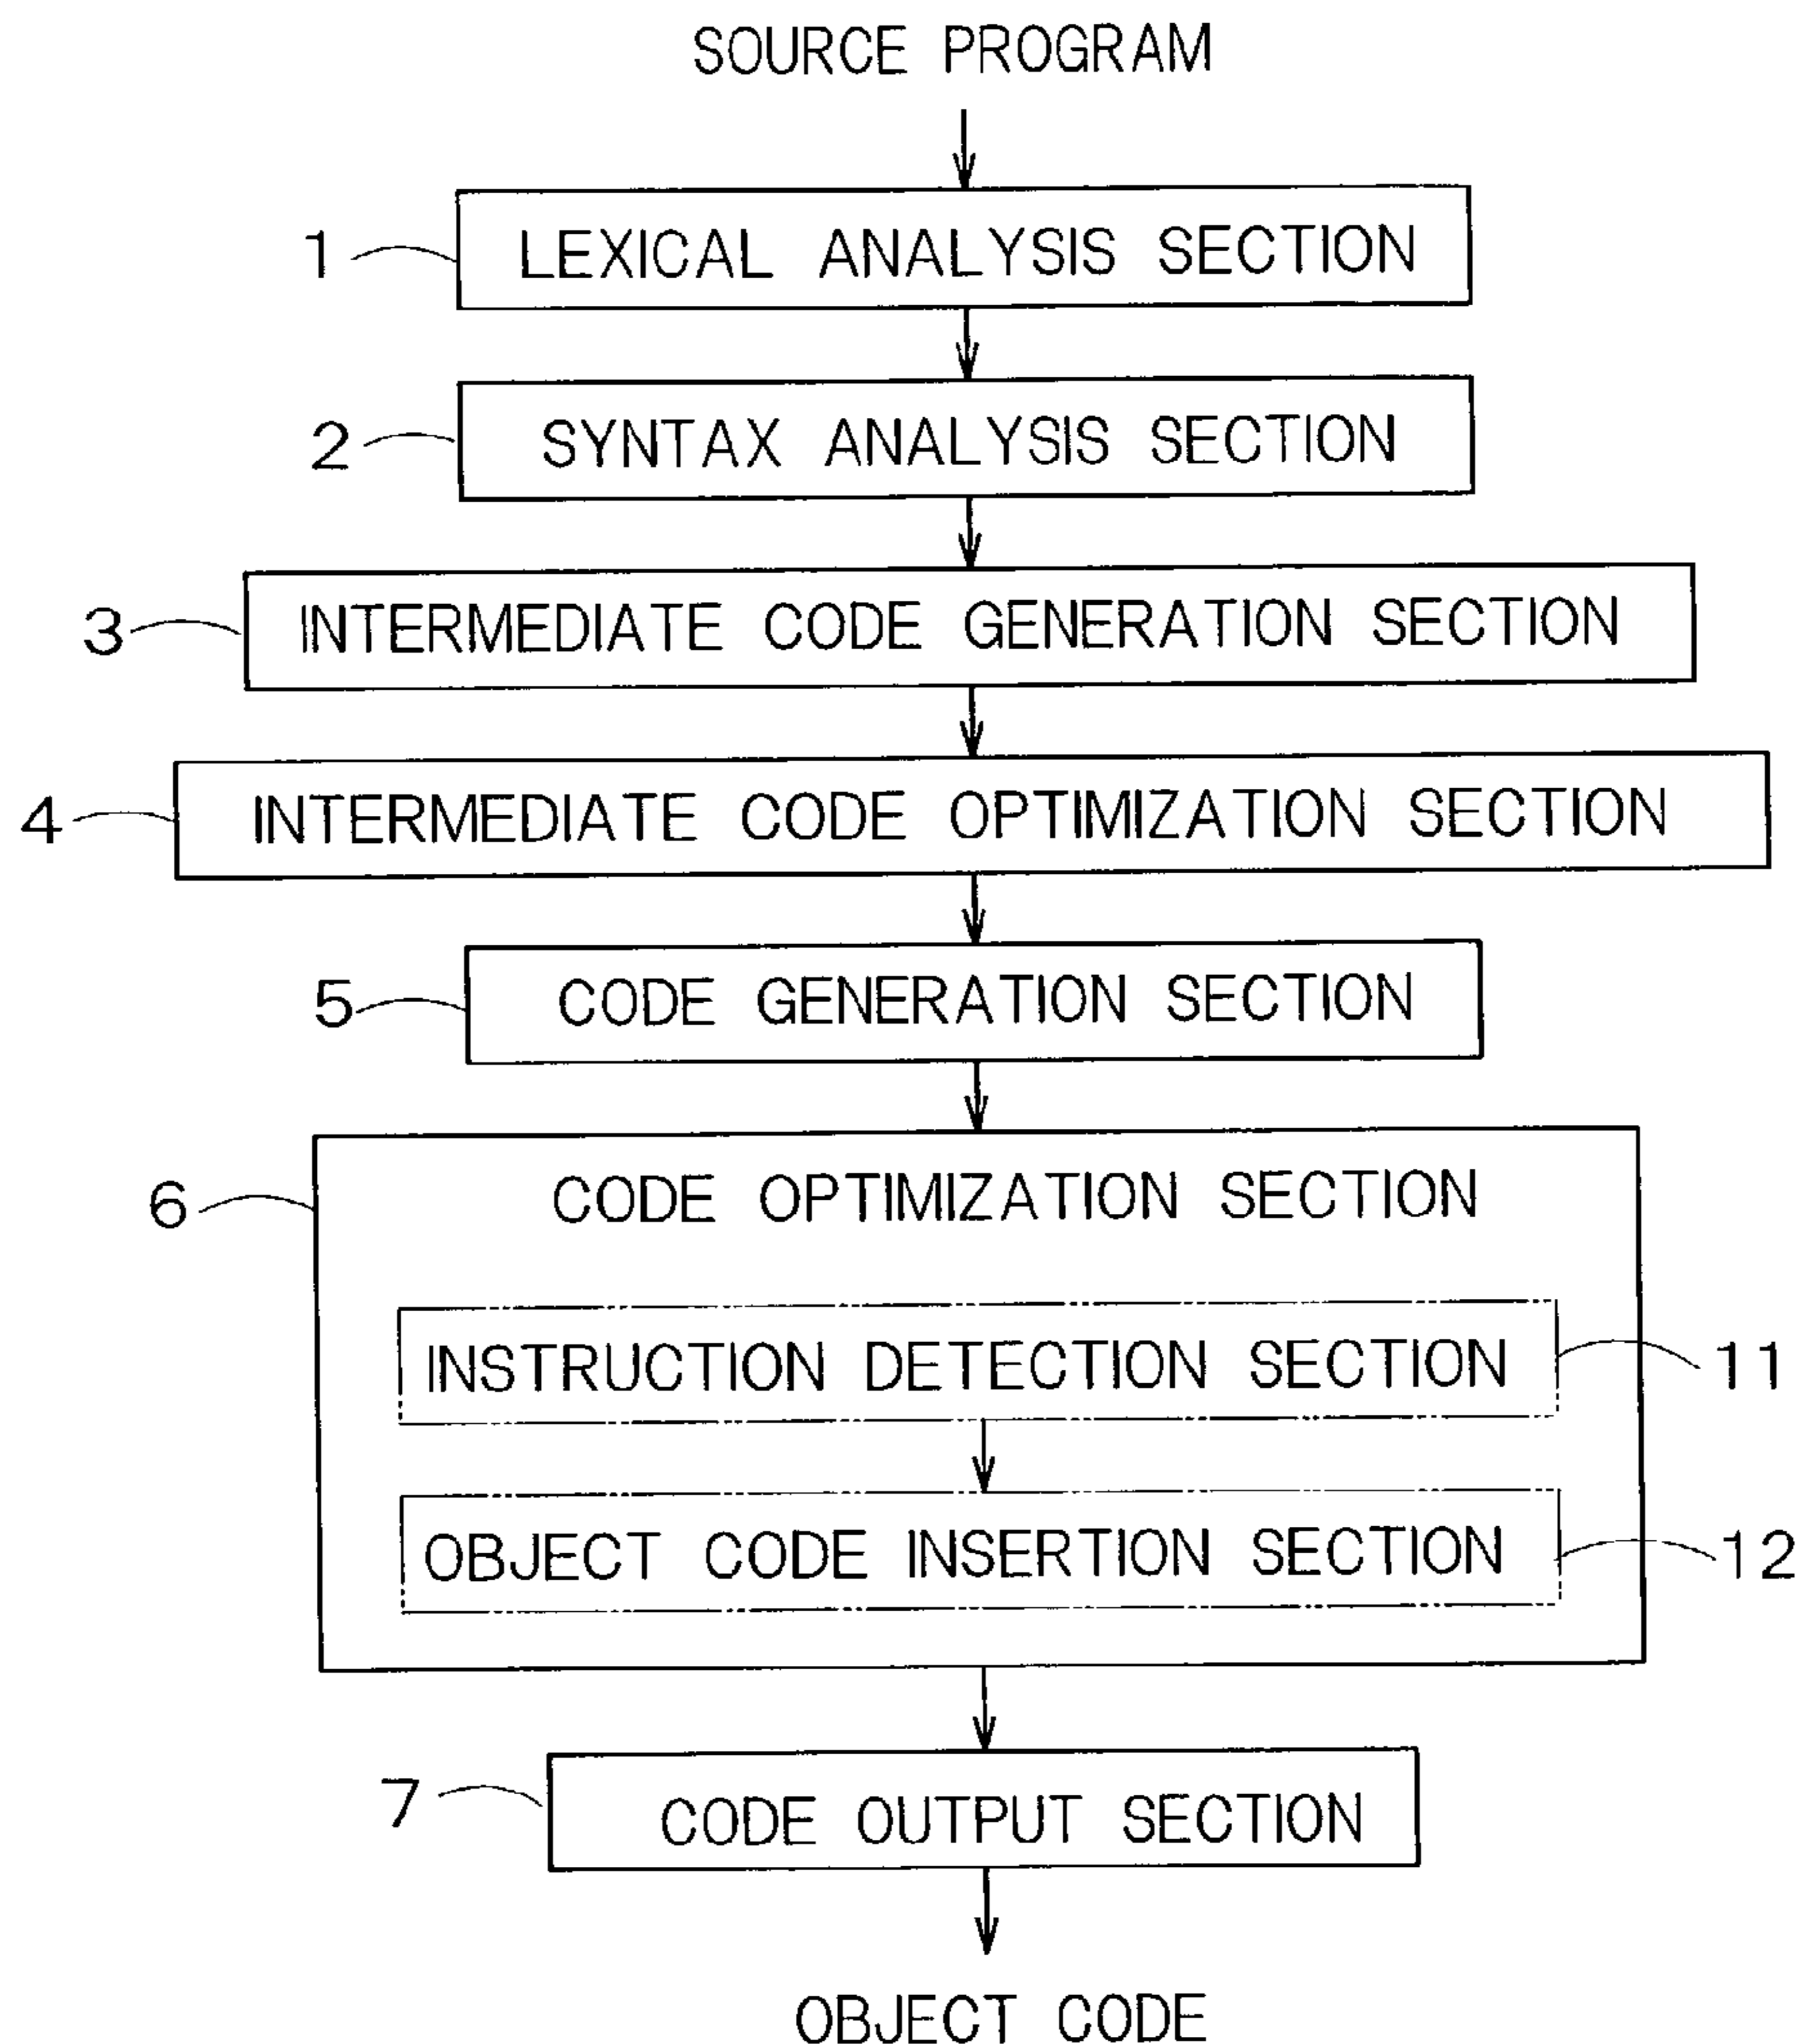 SOURCE PROGRAM
1 LEXICAL ANALYSIS SECTION
2 SYNTAX ANALYSIS SECTION
3 INTERMEDIATE CODE GENERATION SECTION
4 INTERMEDIATE CODE OPTIMIZATION SECTION
5 CODE GENERATION SECTION
6 CODE OPTIMIZATION SECTION
INSTRUCTION DETECTION SECTION 11
OBJECT CODE INSERTION SECTION 12
7 CODE OUTPUT SECTION
OBJECT CODE